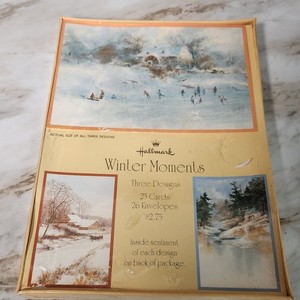 ACTUAL SIZE OF ALL THREE DESIGNS
Hallmark
Winter Moments
Three Designs
25 Cards
26 Envelopes
$2.75
Inside sentiment
of each design
on back of package.